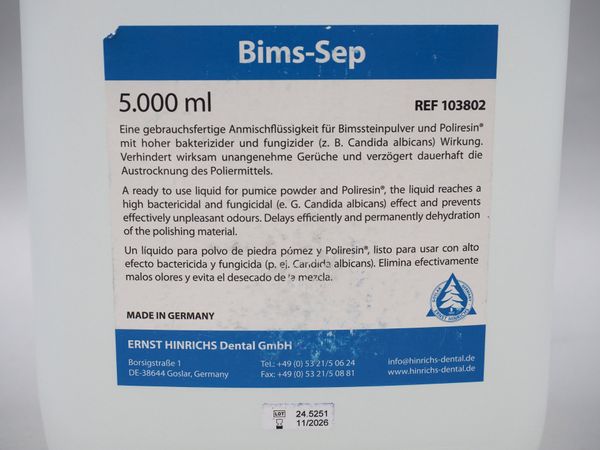 Bims-Sep
5.000 ml
REF 103802
Eine gebrauchsfertige Anmischflüssigkeit für Bimssteinpulver und Poliresin®
mit hoher bakterizider und fungizider (z. B. Candida albicans) Wirkung.
Verhindert wirksam unangenehme Gerüche und verzögert dauerhaft die
Austrocknung des Poliermittels.
A ready to use liquid for pumice powder and Poliresin®, the liquid reaches a
high bactericidal and fungicidal (e. G. Candida albicans) effect and prevents
effectively unpleasant odours. Delays efficiently and permanently dehydration
of the polishing material.
Un líquido para polvo de piedra pómez y Poliresin®, listo para usar con alto
efecto bactericida y fungicida (p. ej. Candida albicans). Elimina efectivamente
malos olores y evita el desecado de la mezcla.
GOSLAR GERMANY
ERNST HINRICHS
MADE IN GERMANY
ERNST HINRICHS Dental GmbH
Borsigstraße 1
DE-38644 Goslar, Germany
Tel.: +49 (0) 53 21/5 06 24
Fax: +49 (0) 53 21/5 08 81
info@hinrichs-dental.de
www.hinrichs-dental.de
LOT 24.5251
11/2026